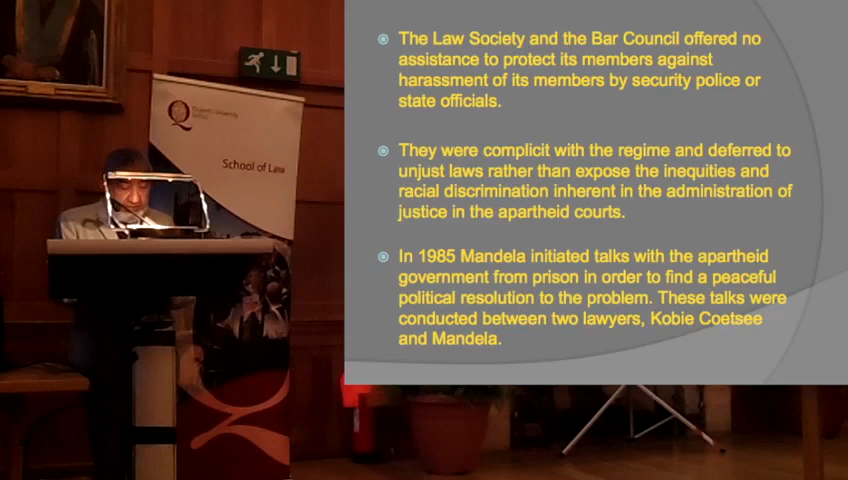 Queen's University
Belfast
School of Law
The Law Society and the Bar Council offered no
assistance to protect its members against
harassment of its members by security police or
state officials.
They were complicit with the regime and deferred to
unjust laws rather than expose the inequities and
racial discrimination inherent in the administration of
justice in the apartheid courts.
In 1985 Mandela initiated talks with the apartheid
government from prison in order to find a peaceful
political resolution to the problem. These talks were
conducted between two lawyers, Kobie Coetsee
and Mandela.